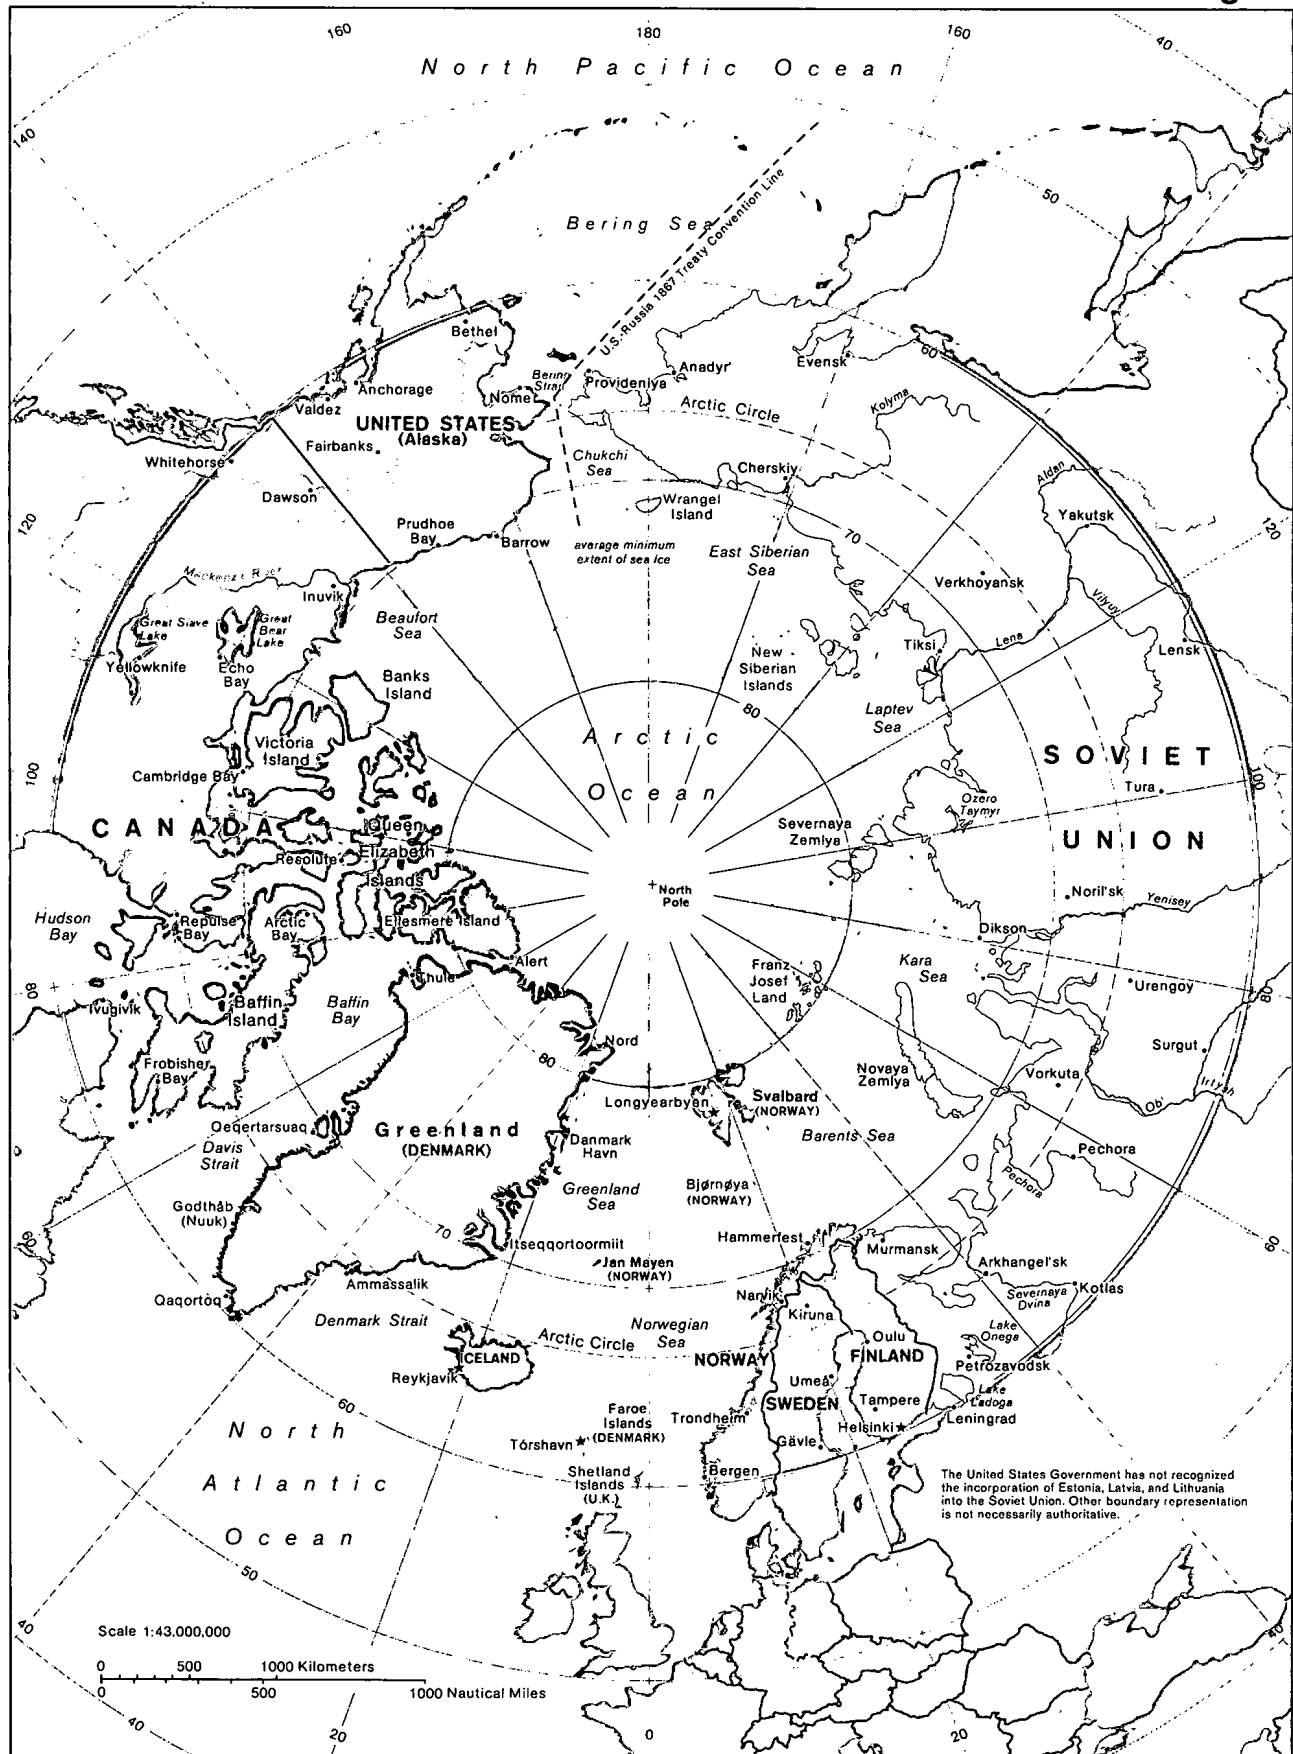 160
180
160
40
North Pacific Ocean
140
50
Bering Sea
U.S.-Russia 1867 Treaty Convention Line
Bethel
60
Bering
Strait
Provideniya
Anadyr'
Evensk
Anchorage
Nome
Valdez
Arctic Circle
Kolyma
UNITED STATES
(Alaska)
Fairbanks
Whitehorse
Chukchi
Sea
Cherskiy
Aldan
Dawson
Wrangel
Island
Yakutsk
120
Prudhoe
Bay
Barrow
70
120
average minimum
extent of sea ice
East Siberian
Sea
Verkhoyansk
Mackenzie River
Inuvik
Vilyuy
Great Slave
Lake
Great
Bear
Lake
Beaufort
Sea
Tiksi
Lena
Lensk
Yellowknife
Echo
Bay
Banks
Island
New
Siberian
Islands
80
Laptev
Sea
Victoria
Island
Arctic
Ocean
SOVIET
UNION
100
Cambridge Bay
100
Tura
Ozero
Taymyr
CANADA
Queen
Elizabeth
Islands
Severnaya
Zemlya
Resolute
North
Pole
Noril'sk
Yenisey
Hudson
Bay
Repulse
Bay
Arctic
Bay
Ellesmere Island
Dikson
Alert
Thule
Franz
Josef
Land
Kara
Sea
Urengoy
80
80
Ivugivik
Baffin
Island
Baffin
Bay
Nord
80
Surgut
Frobisher
Bay
Novaya
Zemlya
Vorkuta
Irtysh
Ob'
Longyearbyen
Svalbard
(NORWAY)
Qeqertarsuaq
Davis
Strait
Greenland
(DENMARK)
Danmark
Havn
Barents Sea
Pechora
Pechora
Greenland
Sea
Bjørnøya
(NORWAY)
Godthåb
(Nuuk)
60
70
Itseqqortoormiit
Hammerfest
Murmansk
60
Jan Mayen
(NORWAY)
Arkhangel'sk
Ammassalik
Qaqortoq
Narvik
Kiruna
Severnaya
Dvina
Kotlas
Denmark Strait
Arctic Circle
Norwegian
Sea
Lake
Onega
Oulu
ICELAND
NORWAY
FINLAND
Petrozavodsk
Reykjavík
Umeå
60
SWEDEN
Tampere
Lake
Ladoga
Faroe
Islands
(DENMARK)
Trondheim
Helsinki
Leningrad
Tórshavn
Gävle
North
Atlantic
Ocean
Shetland
Islands
(U.K.)
Bergen
The United States Government has not recognized
the incorporation of Estonia, Latvia, and Lithuania
into the Soviet Union. Other boundary representation
is not necessarily authoritative.
50
40
40
Scale 1:43,000,000
0 500 1000 Kilometers
0 500 1000 Nautical Miles
40
20
0
20